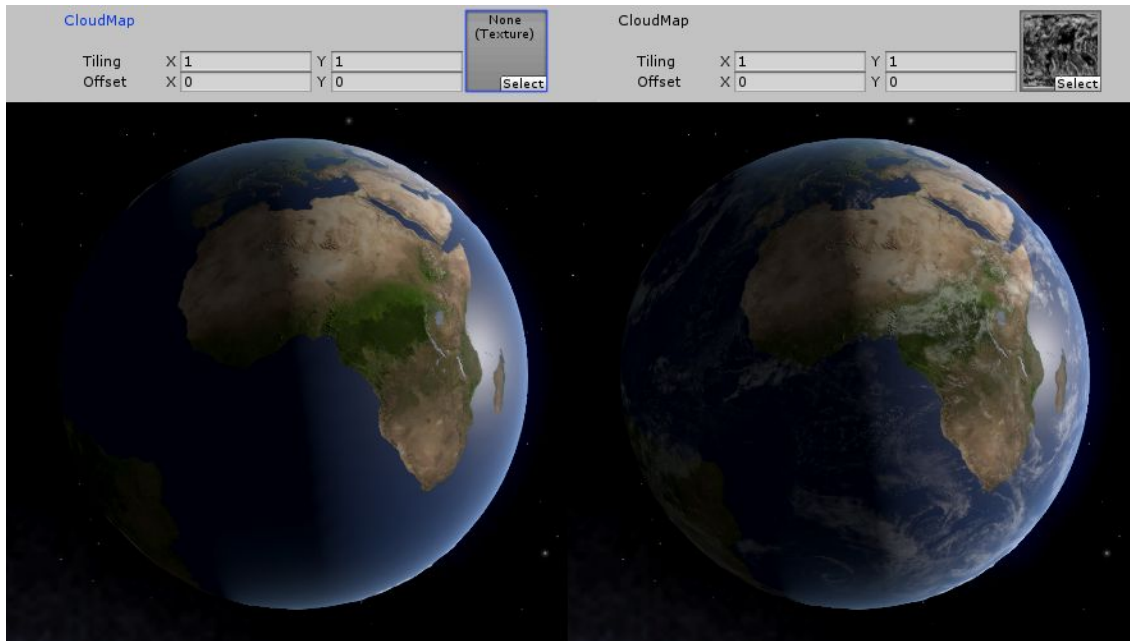 CloudMap
None
(Texture)
Tiling X 1 Y 1
Offset X 0 Y 0
Select
CloudMap
Tiling X 1 Y 1
Offset X 0 Y 0
Select